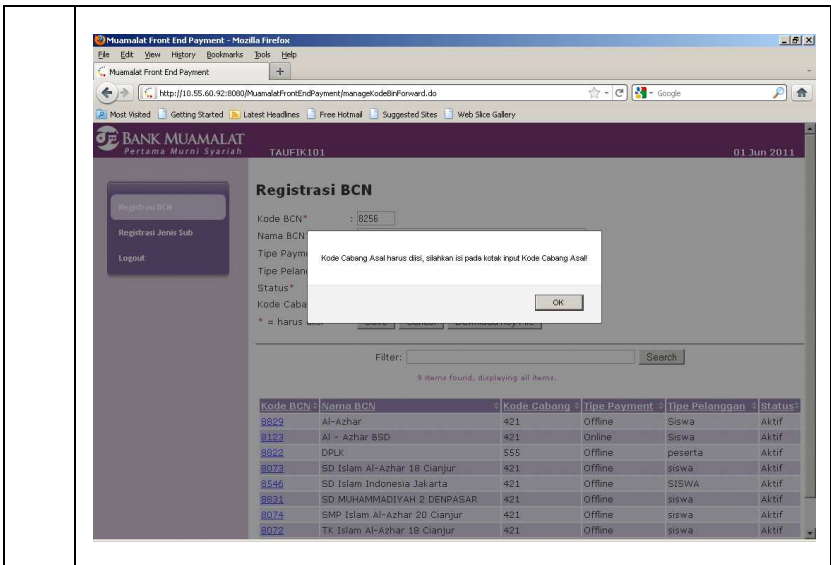 Muamalat Front End Payment - Mozilla Firefox
File Edit View History Bookmarks Tools Help
Muamalat Front End Payment +
http://10.55.60.92:8080/MuamalatFrontEndPayment/manageKodeBinForward.do Google
Most Visited Getting Started Latest Headlines Free Hotmail Suggested Sites Web Slice Gallery
BANK MUAMALAT
Pertama Murni Syariah TAUFIK101 01 Jun 2011
Registrasi BCN
Registrasi Jenis Sub
Logout
Registrasi BCN
Kode BCN* : 8256
Nama BCN
Tipe Paym
Tipe Pelan
Status*
Kode Caba
* = harus diisi Save Cancel Download Key File
Kode Cabang Asal harus diisi, silahkan isi pada kotak input Kode Cabang Asal!
OK
Filter: Search
9 items found, displaying all items.
Kode BCN Nama BCN Kode Cabang Tipe Payment Tipe Pelanggan Status
8829 Al-Azhar 421 Offline Siswa Aktif
8123 Al - Azhar BSD 421 Online Siswa Aktif
8822 DPLK 555 Offline peserta Aktif
8073 SD Islam Al-Azhar 18 Cianjur 421 Offline siswa Aktif
8546 SD Islam Indonesia Jakarta 421 Offline SISWA Aktif
8831 SD MUHAMMADIYAH 2 DENPASAR 421 Offline siswa Aktif
8074 SMP Islam Al-Azhar 20 Cianjur 421 Offline siswa Aktif
8072 TK Islam Al-Azhar 18 Cianjur 421 Offline siswa Aktif